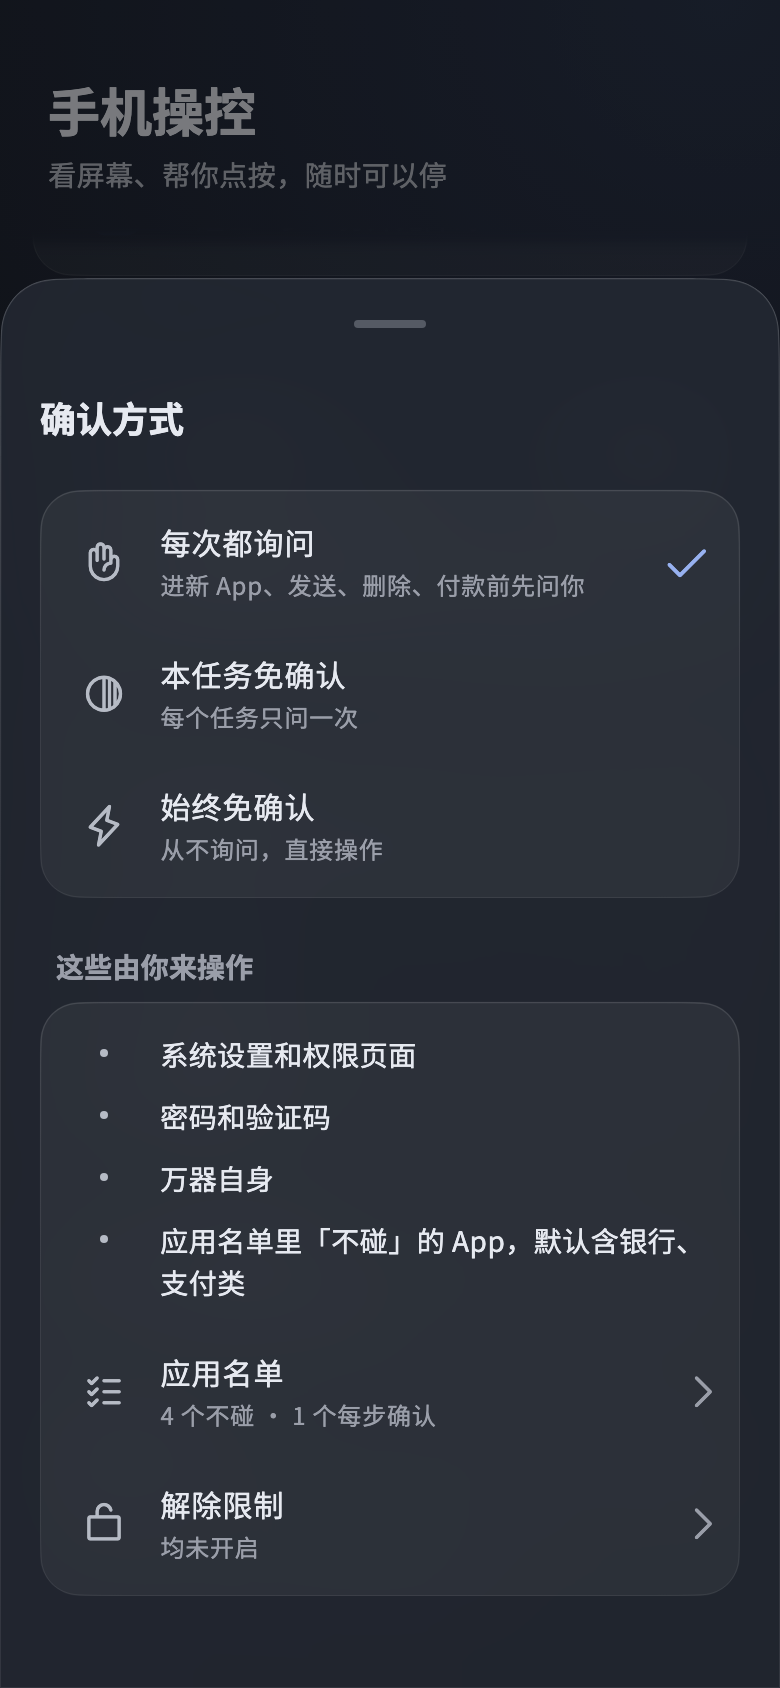 手机操控
看屏幕、帮你点按，随时可以停
确认方式
每次都询问
进新 App、发送、删除、付款前先问你
本任务免确认
每个任务只问一次
始终免确认
从不询问，直接操作
这些由你来操作
• 系统设置和权限页面
• 密码和验证码
• 万器自身
• 应用名单里「不碰」的 App，默认含银行、
支付类
应用名单
4 个不碰 · 1 个每步确认
解除限制
均未开启